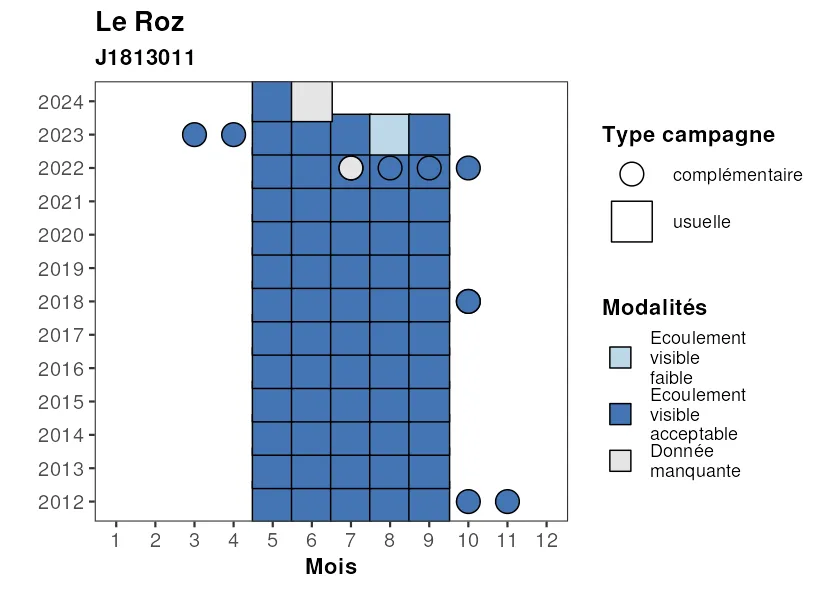 Le Roz
J1813011
2024
2023
2022
2021
2020
2019
2018
2017
2016
2015
2014
2013
2012
1 2 3 4 5 6 7 8 9 10 11 12
Mois
Type campagne
complémentaire
usuelle
Modalités
Ecoulement
visible
faible
Ecoulement
visible
acceptable
Donnée
manquante